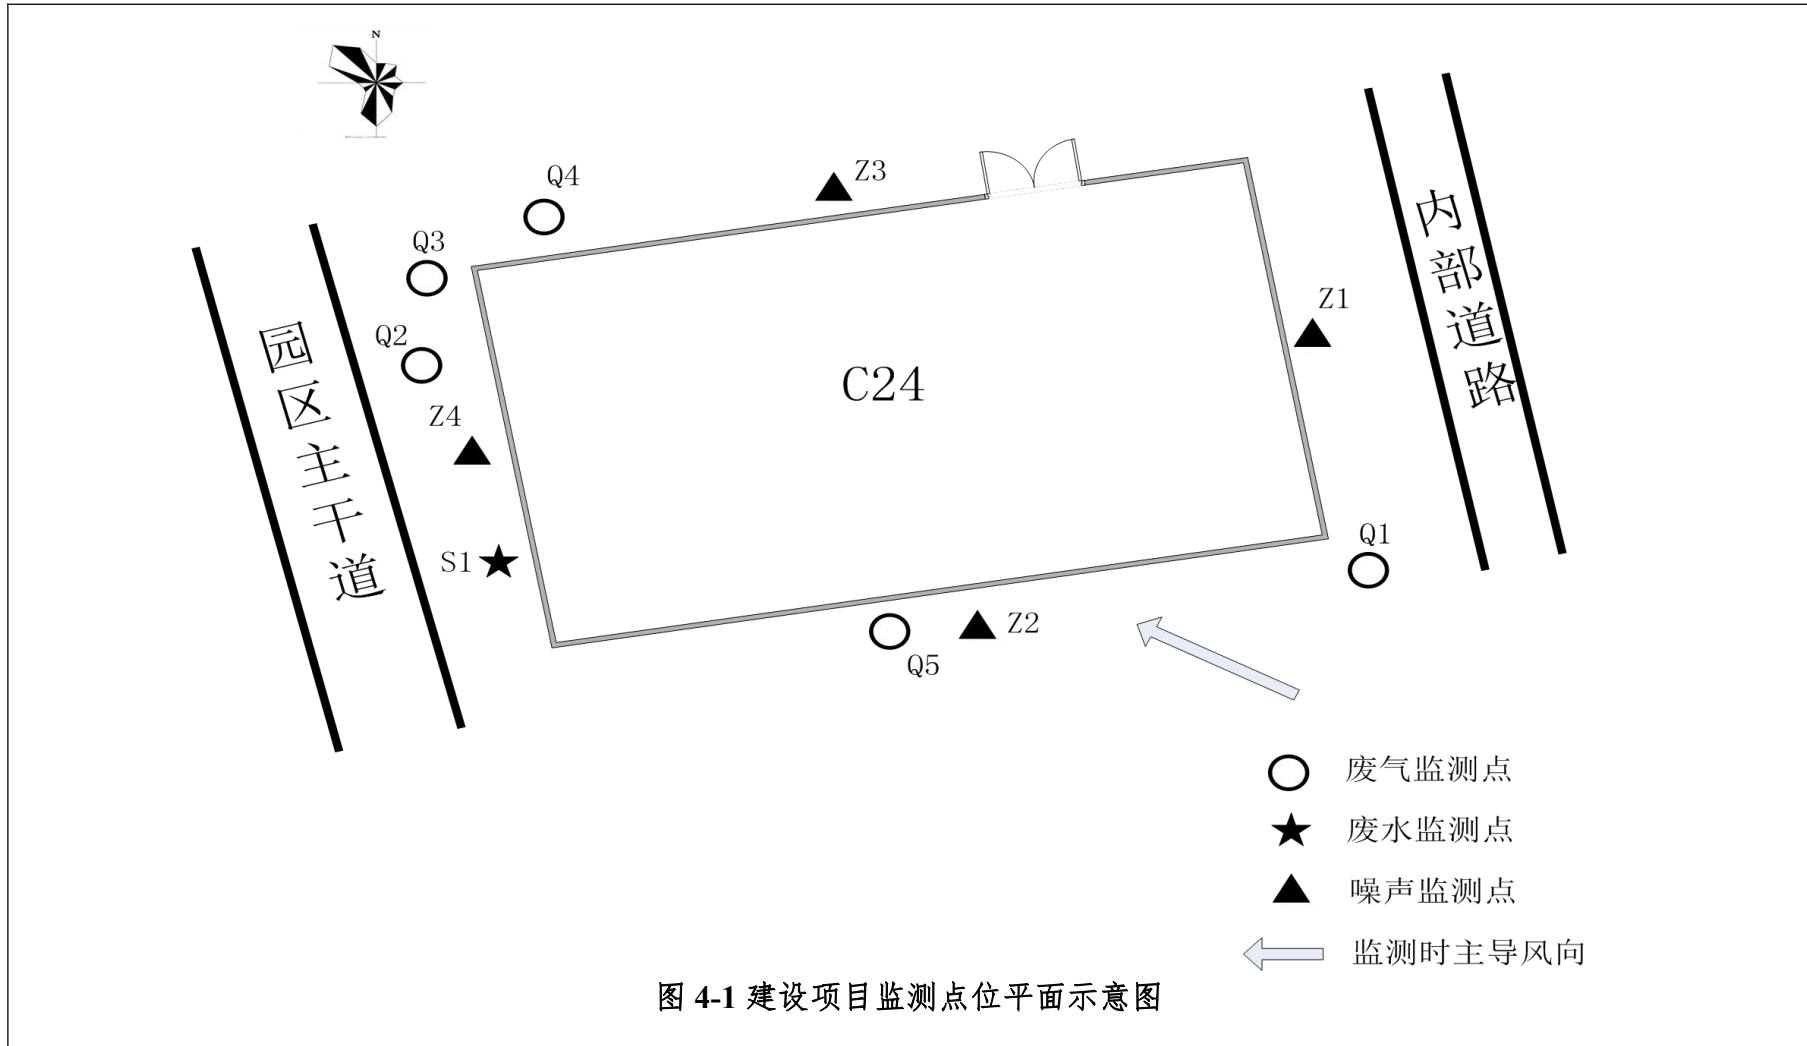 N
Q4
Z3
Q3
Q2
Z4
S1
C24
Z1
Q1
Q5
Z2
园区主干道
内部道路
废气监测点
废水监测点
噪声监测点
监测时主导风向
图 4-1 建设项目监测点位平面示意图